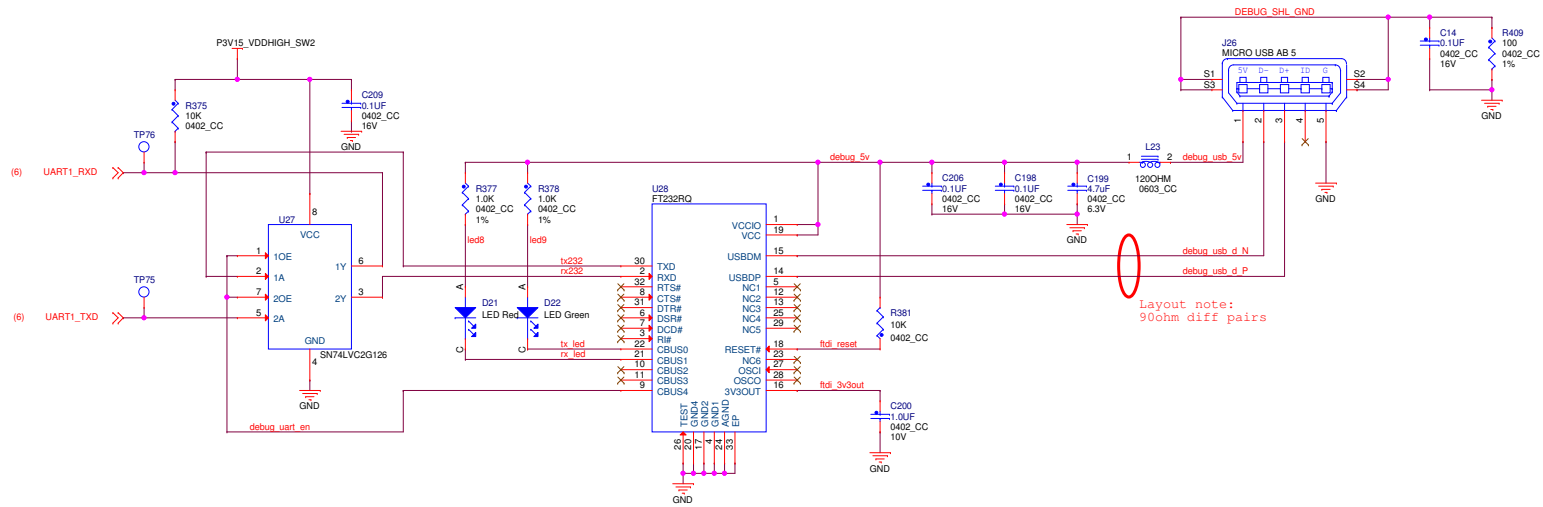 DEBUG_SHL_GND
P3V15_VDDHIGH_SW2
R375
10K
0402_CC
C209
0.1UF
0402_CC
16V
GND
TP76
(6) UART1_RXD
U27
8
VCC
1 1OE
2 1A
7 2OE
5 2A
1Y 6
2Y 3
GND
4
SN74LVC2G126
GND
TP75
(6) UART1_TXD
debug_uart_en
R377
1.0K
0402_CC
1%
R378
1.0K
0402_CC
1%
led8
led9
A
D21
LED Red
C
A
D22
LED Green
C
tx232
rx232
tx_led
rx_led
U28
FT232RQ
30 TXD
2 RXD
32 RTS#
8 CTS#
31 DTR#
6 DSR#
7 DCD#
3 RI#
22 CBUS0
21 CBUS1
10 CBUS2
11 CBUS3
9 CBUS4
VCCIO 1
VCC 19
USBDM 15
USBDP 14
NC1 5
NC2 12
NC3 13
NC4 25
NC5 29
RESET# 18
NC6 23
OSCI 27
OSCO 28
3V3OUT 16
TEST
GND4
GND2
GND1
AGND
EP
26
20
17
4
24
33
GND
debug_5v
C206
0.1UF
0402_CC
16V
C198
0.1UF
0402_CC
16V
C199
4.7uF
0402_CC
6.3V
GND
1
L23
2
120OHM
0603_CC
debug_usb_5v
debug_usb_d_N
debug_usb_d_P
Layout note:
90ohm diff pairs
R381
10K
0402_CC
ftdi_reset
ftdi_3v3out
C200
1.0UF
0402_CC
10V
GND
J26
MICRO USB AB 5
5V D- D+ ID G
S1
S3
S2
S4
1
2
3
4
5
GND
C14
0.1UF
0402_CC
16V
R409
100
0402_CC
1%
GND